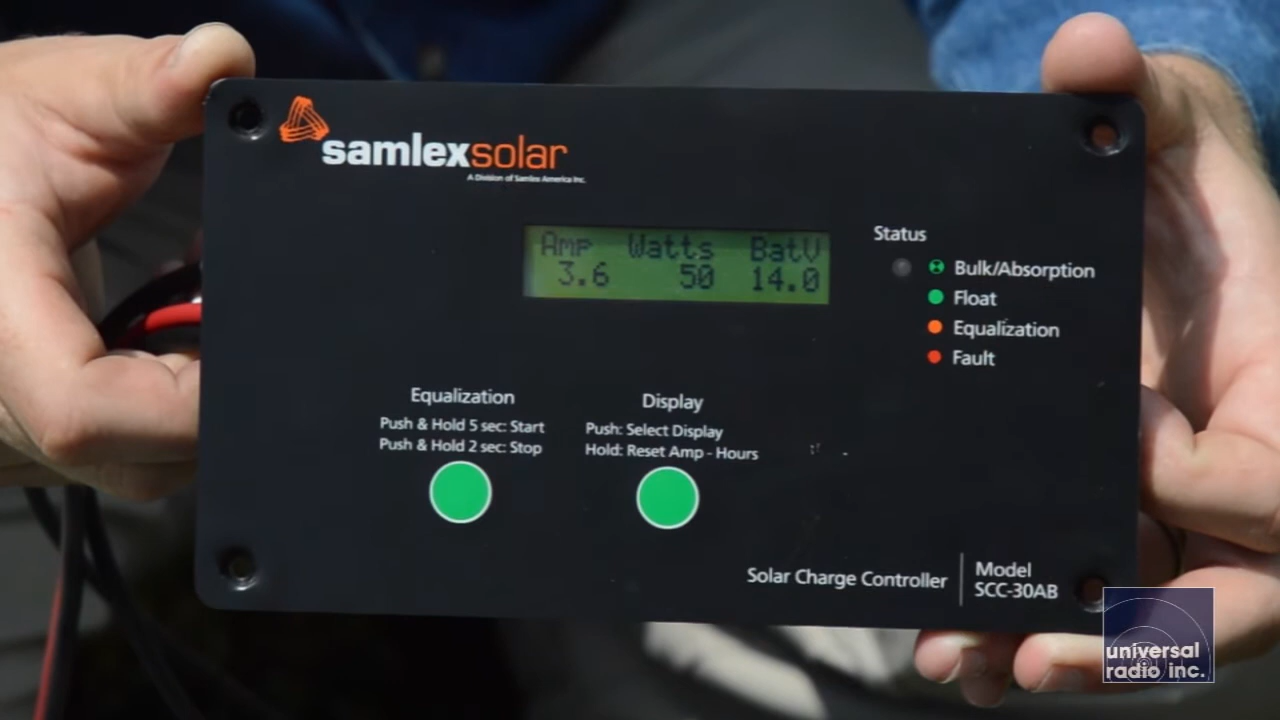 samlexsolar
A Division of Samlex America Inc.
Amp Watts BatV
3.6 50 14.0
Status
Bulk/Absorption
Float
Equalization
Fault
Equalization
Push & Hold 5 sec: Start
Push & Hold 2 sec: Stop
Display
Push: Select Display
Hold: Reset Amp - Hours
Solar Charge Controller
Model
SCC-30AB
universal
radio inc.